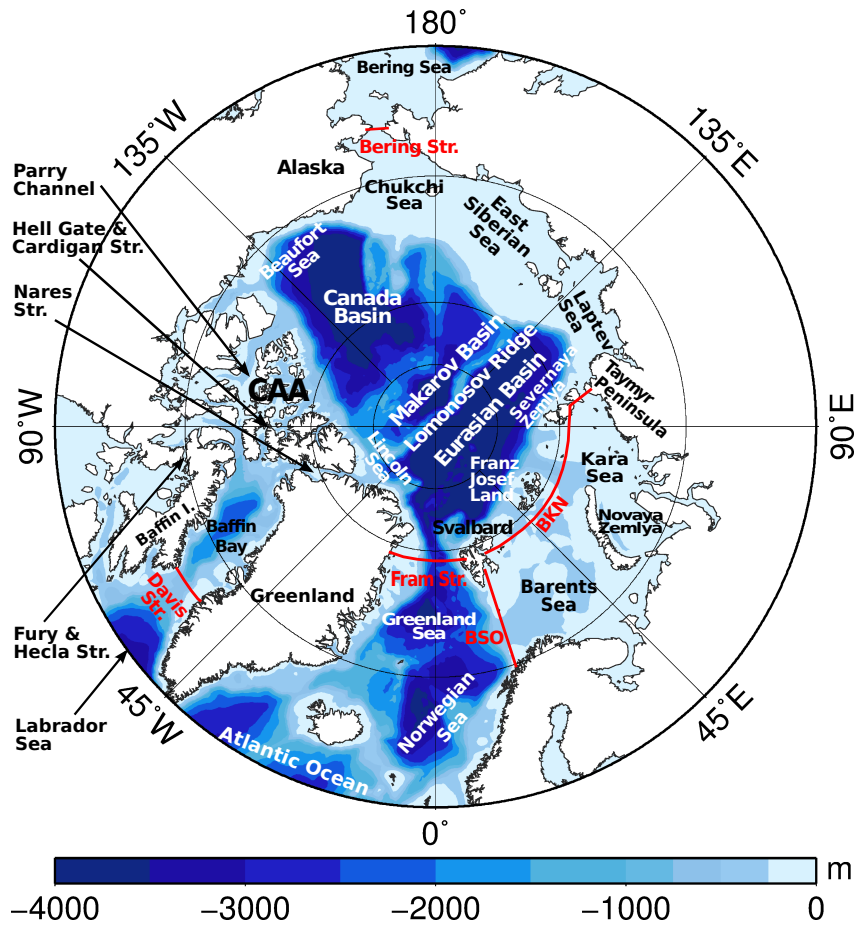 180°
Bering Sea
135°W
135°E
Bering Str.
Alaska
Parry
Channel
Chukchi
Sea
East
Siberian
Sea
Hell Gate &
Cardigan Str.
Beaufort
Sea
Nares
Str.
Canada
Basin
Laptev
Sea
Makarov Basin
Lomonosov Ridge
Eurasian Basin
Severnaya
Zemlya
Taymyr
Peninsula
CAA
90°W
90°E
Lincoln
Sea
Franz
Josef
Land
Kara
Sea
Baffin I.
Baffin
Bay
Svalbard
BKN
Novaya
Zemlya
Davis
Str.
Greenland
Fram Str.
Barents
Sea
Greenland
Sea
BSO
Fury &
Hecla Str.
Labrador
Sea
45°W
45°E
Norwegian
Sea
Atlantic Ocean
0°
m
−4000 −3000 −2000 −1000 0